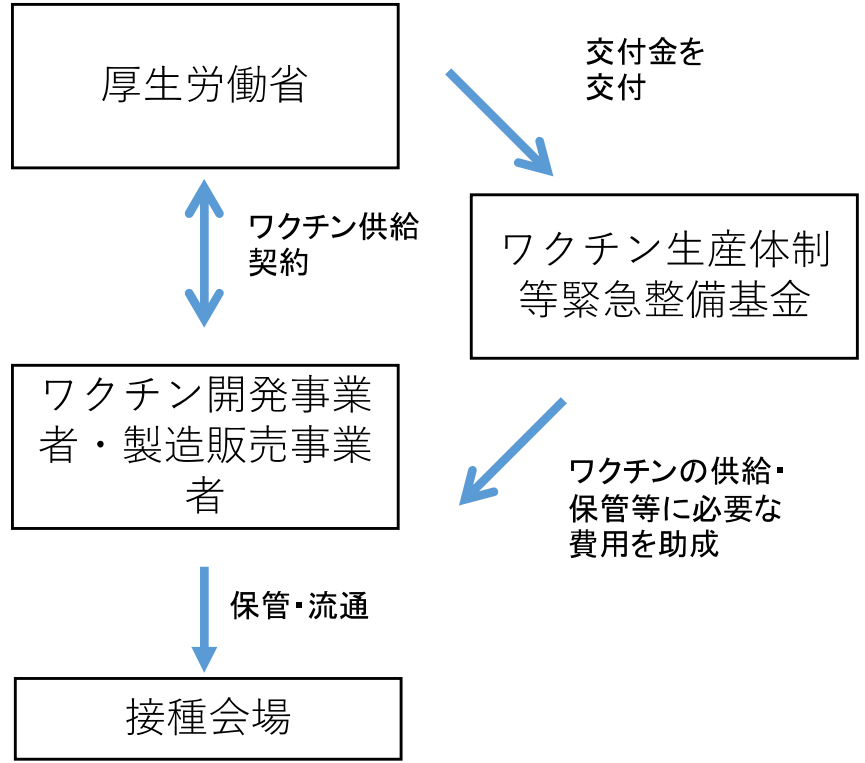 厚生労働省
交付金を
交付
ワクチン供給
契約
ワクチン生産体制
等緊急整備基金
ワクチン開発事業
者・製造販売事業
者
ワクチンの供給・
保管等に必要な
費用を助成
保管・流通
接種会場